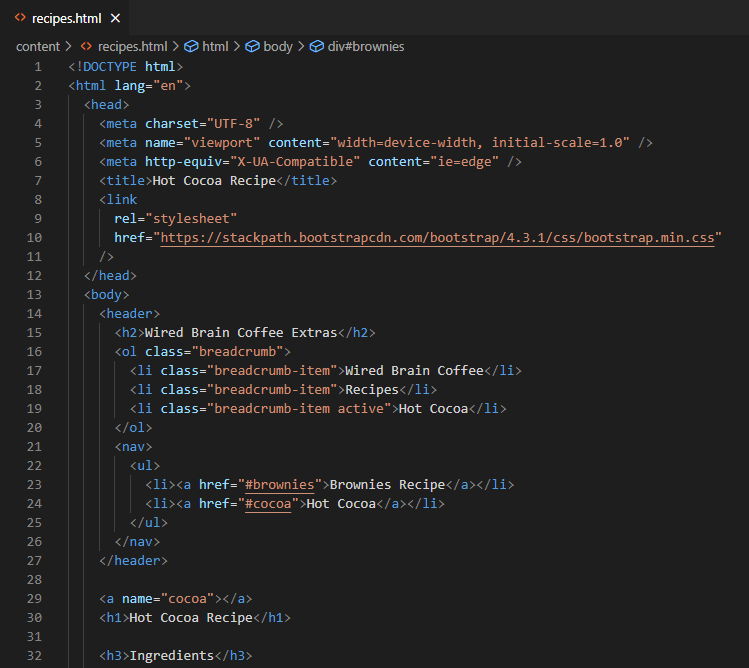 recipes.html
content > recipes.html > html > body > div#brownies
1 <!DOCTYPE html>
2 <html lang="en">
3   <head>
4     <meta charset="UTF-8" />
5     <meta name="viewport" content="width=device-width, initial-scale=1.0" />
6     <meta http-equiv="X-UA-Compatible" content="ie=edge" />
7     <title>Hot Cocoa Recipe</title>
8     <link
9       rel="stylesheet"
10       href="https://stackpath.bootstrapcdn.com/bootstrap/4.3.1/css/bootstrap.min.css"
11     />
12   </head>
13   <body>
14     <header>
15       <h2>Wired Brain Coffee Extras</h2>
16       <ol class="breadcrumb">
17         <li class="breadcrumb-item">Wired Brain Coffee</li>
18         <li class="breadcrumb-item">Recipes</li>
19         <li class="breadcrumb-item active">Hot Cocoa</li>
20       </ol>
21       <nav>
22         <ul>
23           <li><a href="#brownies">Brownies Recipe</a></li>
24           <li><a href="#cocoa">Hot Cocoa</a></li>
25         </ul>
26       </nav>
27     </header>
28
29     <a name="cocoa"></a>
30     <h1>Hot Cocoa Recipe</h1>
31
32     <h3>Ingredients</h3>